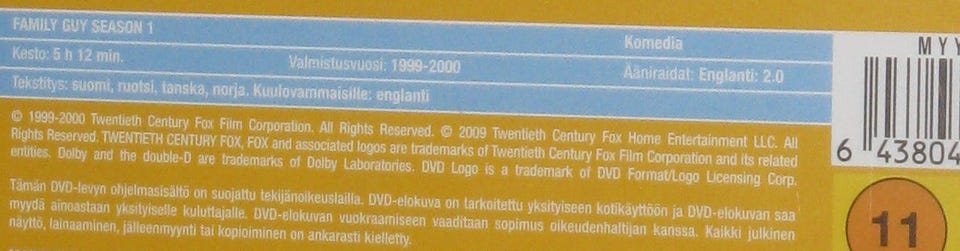 FAMILY GUY SEASON 1
Komedia
Kesto: 5 h 12 min.
Valmistusvuosi: 1999-2000
Ääniraidat: Englanti: 2.0
Tekstitys: suomi, ruotsi, tanska, norja. Kuulovammaisille: englanti
© 1999-2000 Twentieth Century Fox Film Corporation. All Rights Reserved. © 2009 Twentieth Century Fox Home Entertainment LLC. All
Rights Reserved. TWENTIETH CENTURY FOX, FOX and associated logos are trademarks of Twentieth Century Fox Film Corporation and its related
entities. Dolby and the double-D are trademarks of Dolby Laboratories. DVD Logo is a trademark of DVD Format/Logo Licensing Corp.
Tämän DVD-levyn ohjelmasisältö on suojattu tekijänoikeuslailla. DVD-elokuva on tarkoitettu yksityiseen kotikäyttöön ja DVD-elokuvan saa
myydä ainoastaan yksityiselle kuluttajalle. DVD-elokuvan vuokraamiseen vaaditaan sopimus oikeudenhaltijan kanssa. Kaikki julkinen
näyttö, lainaaminen, jälleenmyynti tai kopioiminen on ankarasti kielletty.
MYY
6 43804
11